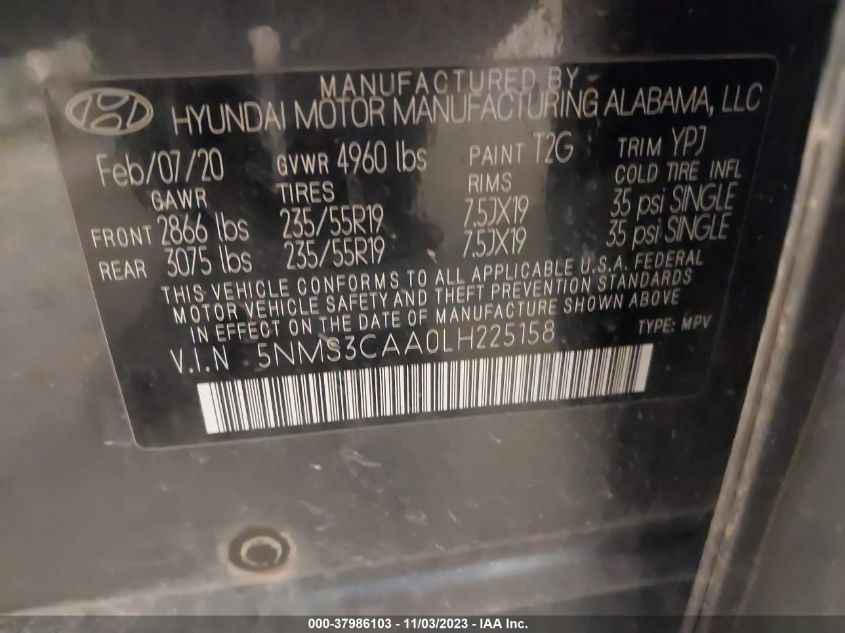 MANUFACTURED BY
HYUNDAI MOTOR MANUFACTURING ALABAMA, LLC
Feb/07/20 GVWR 4960 lbs PAINT T2G TRIM YPJ
GAWR TIRES RIMS COLD TIRE INFL
FRONT 2866 lbs 235/55R19 7.5JX19 35 psi SINGLE
REAR 3075 lbs 235/55R19 7.5JX19 35 psi SINGLE
THIS VEHICLE CONFORMS TO ALL APPLICABLE U.S.A. FEDERAL
MOTOR VEHICLE SAFETY AND THEFT PREVENTION STANDARDS
IN EFFECT ON THE DATE OF MANUFACTURE SHOWN ABOVE
V.I.N 5NMS3CAA0LH225158 TYPE: MPV
000-37986103 - 11/03/2023 - IAA Inc.